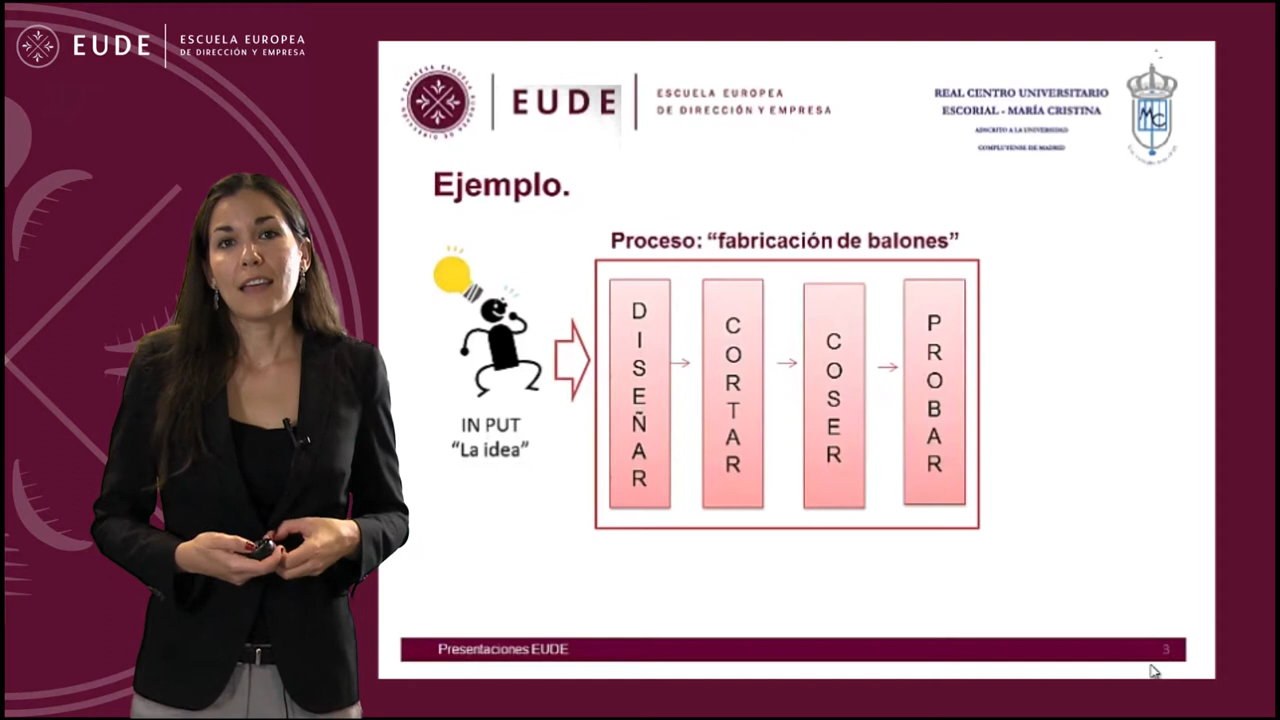 EUDE
ESCUELA EUROPEA
DE DIRECCIÓN Y EMPRESA
EUDE
ESCUELA EUROPEA
DE DIRECCIÓN Y EMPRESA
REAL CENTRO UNIVERSITARIO
ESCORIAL - MARÍA CRISTINA
ADSCRITO A LA UNIVERSIDAD
COMPLUTENSE DE MADRID
MC
Ejemplo.
Proceso: “fabricación de balones”
IN PUT
“La idea”
DISEÑAR
CORTAR
COSER
PROBAR
Presentaciones EUDE
3